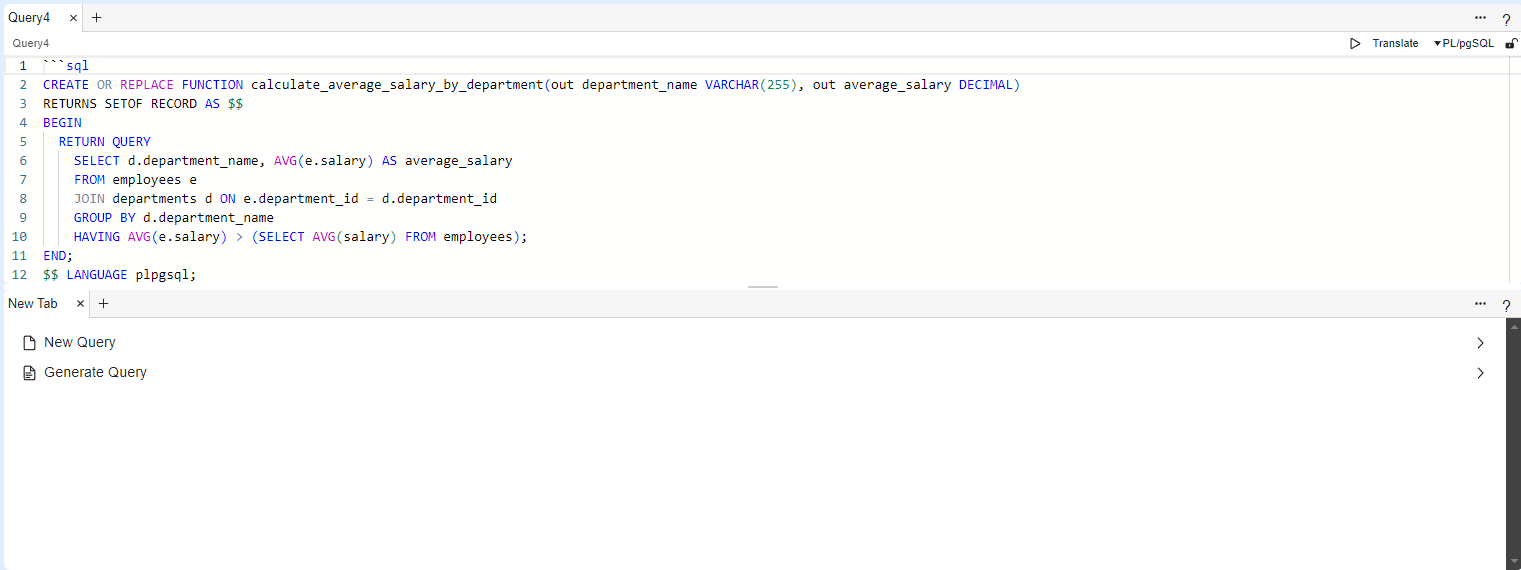 Query4 × +
··· ?
Query4
Translate ▾PL/pgSQL
1 ```sql
2 CREATE OR REPLACE FUNCTION calculate_average_salary_by_department(out department_name VARCHAR(255), out average_salary DECIMAL)
3 RETURNS SETOF RECORD AS $$
4 BEGIN
5   RETURN QUERY
6     SELECT d.department_name, AVG(e.salary) AS average_salary
7     FROM employees e
8     JOIN departments d ON e.department_id = d.department_id
9     GROUP BY d.department_name
10     HAVING AVG(e.salary) > (SELECT AVG(salary) FROM employees);
11 END;
12 $$ LANGUAGE plpgsql;
New Tab × +
··· ?
New Query
Generate Query